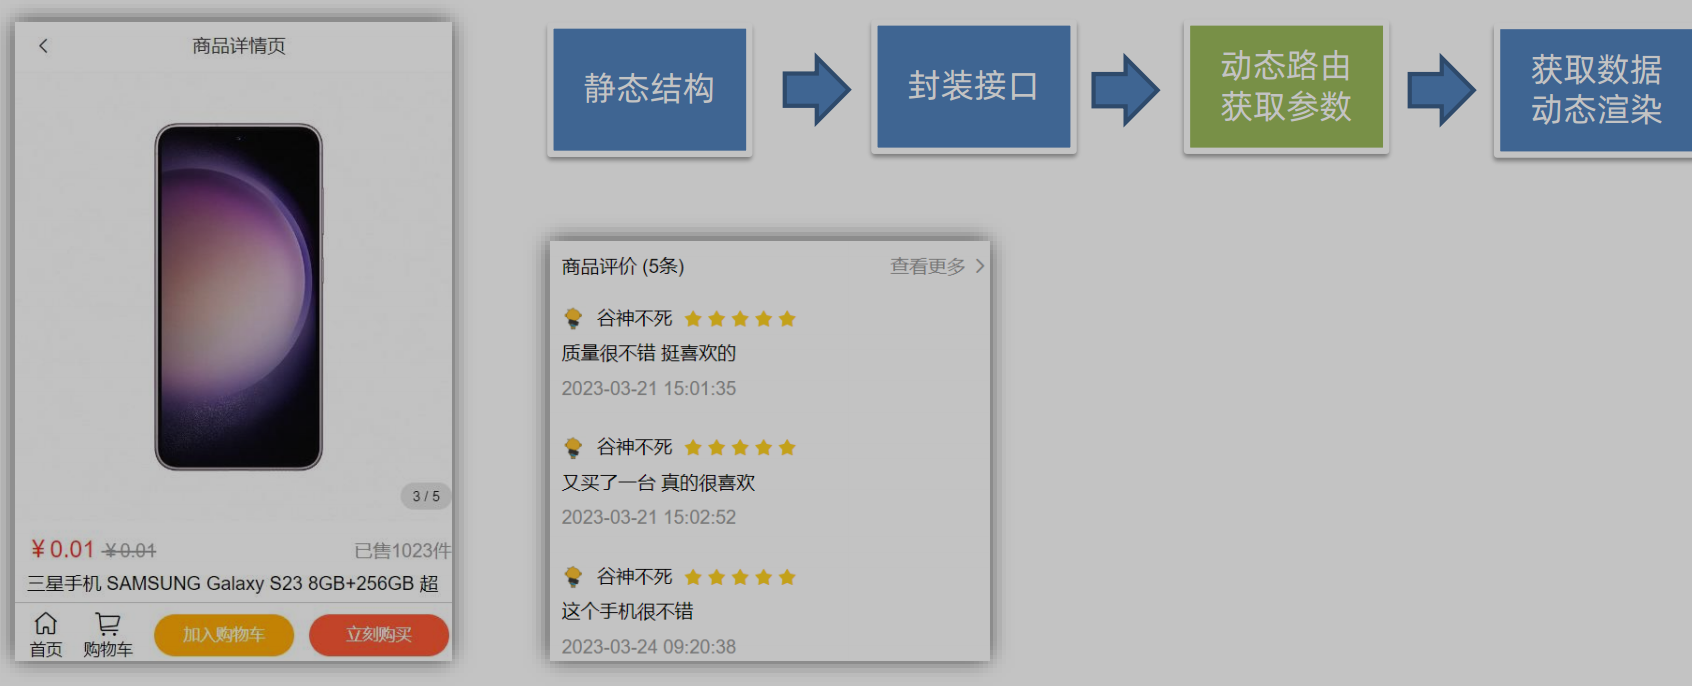 商品详情页
3 / 5
¥ 0.01 ¥ 0.01 已售1023件
三星手机 SAMSUNG Galaxy S23 8GB+256GB 超
首页 购物车 加入购物车 立刻购买
静态结构
封装接口
动态路由
获取参数
获取数据
动态渲染
商品评价 (5条) 查看更多
谷神不死
质量很不错 挺喜欢的
2023-03-21 15:01:35
谷神不死
又买了一台 真的很喜欢
2023-03-21 15:02:52
谷神不死
这个手机很不错
2023-03-24 09:20:38